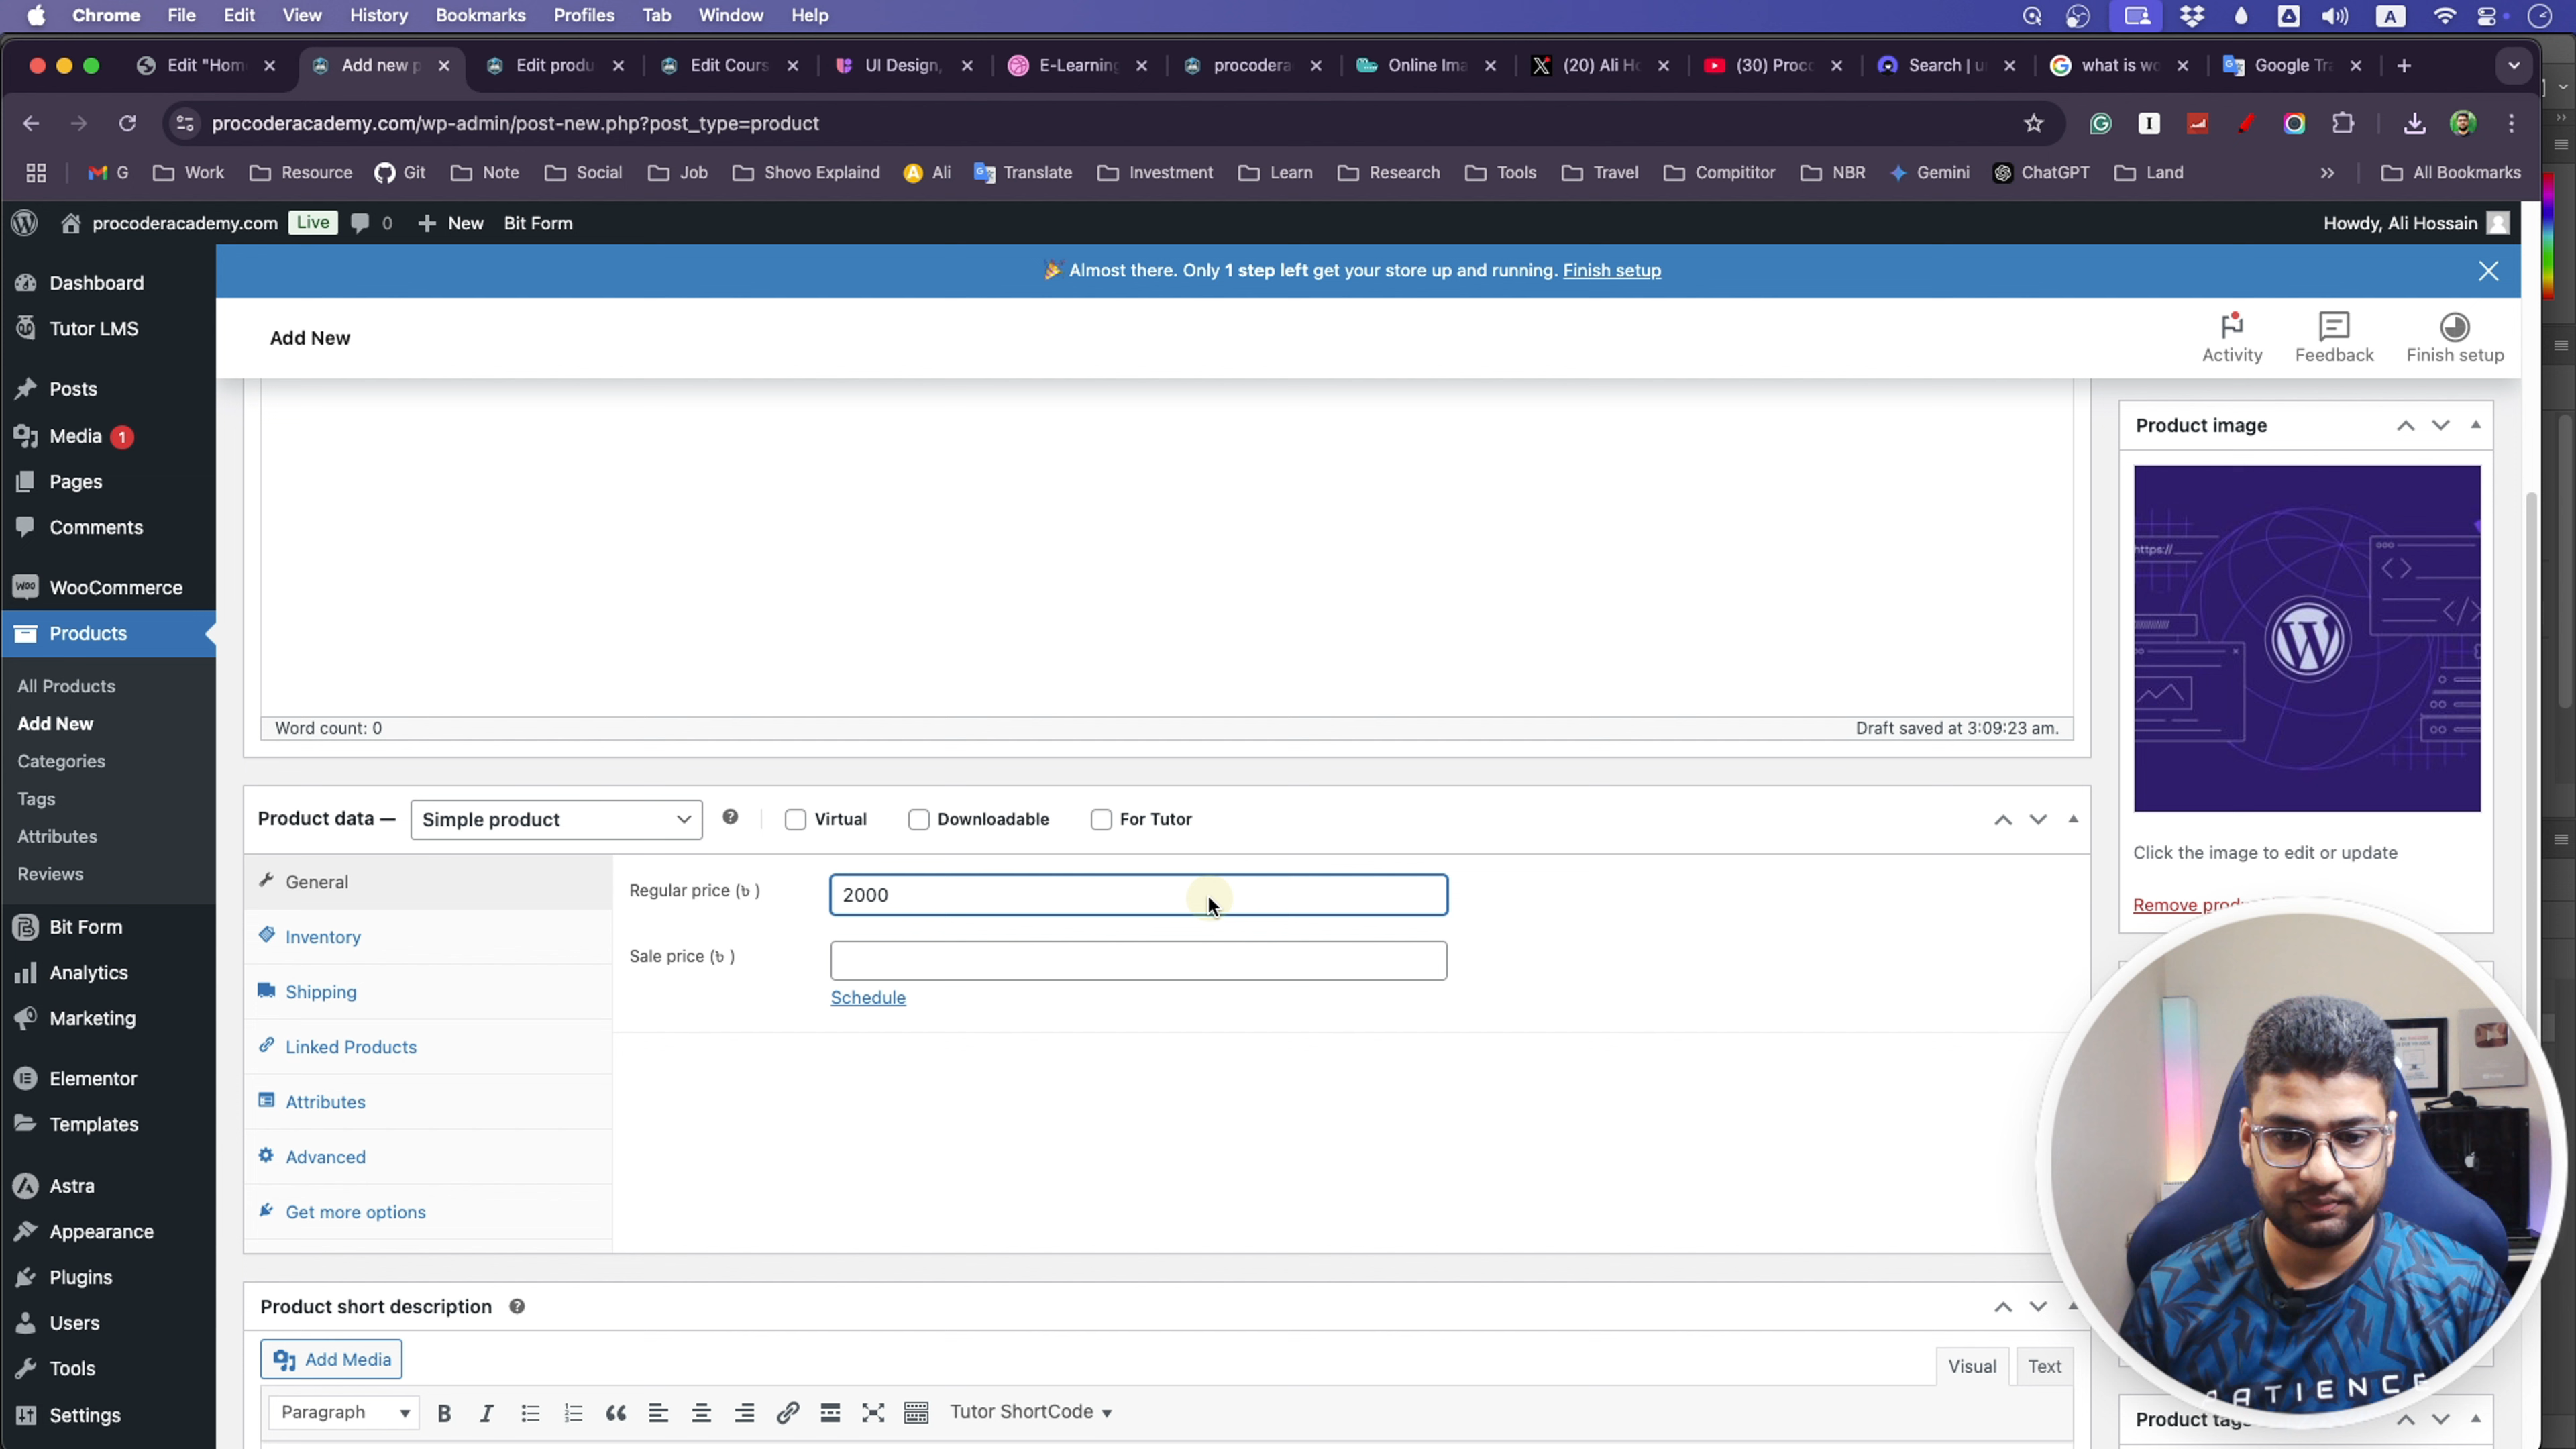 Chrome File Edit View History Bookmarks Profiles Tab Window Help
Edit "Hom
Add new p
Edit produ
Edit Cours
UI Design,
E-Learning
procodera
Online Ima
(20) Ali H
(30) Proc
Search | u
what is wo
Google Tr
procoderacademy.com/wp-admin/post-new.php?post_type=product
G Work Resource Git Note Social Job Shovo Explaind Ali Translate Investment Learn Research Tools Travel Compititor NBR Gemini ChatGPT Land » All Bookmarks
procoderacademy.com Live 0 + New Bit Form Howdy, Ali Hossain
Almost there. Only 1 step left get your store up and running. Finish setup
Add New
Activity
Feedback
Finish setup
Dashboard
Tutor LMS
Posts
Media 1
Pages
Comments
WooCommerce
Products
All Products
Add New
Categories
Tags
Attributes
Reviews
Bit Form
Analytics
Marketing
Elementor
Templates
Astra
Appearance
Plugins
Users
Tools
Settings
Word count: 0
Draft saved at 3:09:23 am.
Product data —
Simple product
Virtual
Downloadable
For Tutor
General
Inventory
Shipping
Linked Products
Attributes
Advanced
Get more options
Regular price (৳ )
2000
Sale price (৳ )
Schedule
Product short description
Add Media
Visual
Text
Paragraph
B I
Tutor ShortCode
Product image
https://
Click the image to edit or update
Remove prod
Product tags
PATIENCE